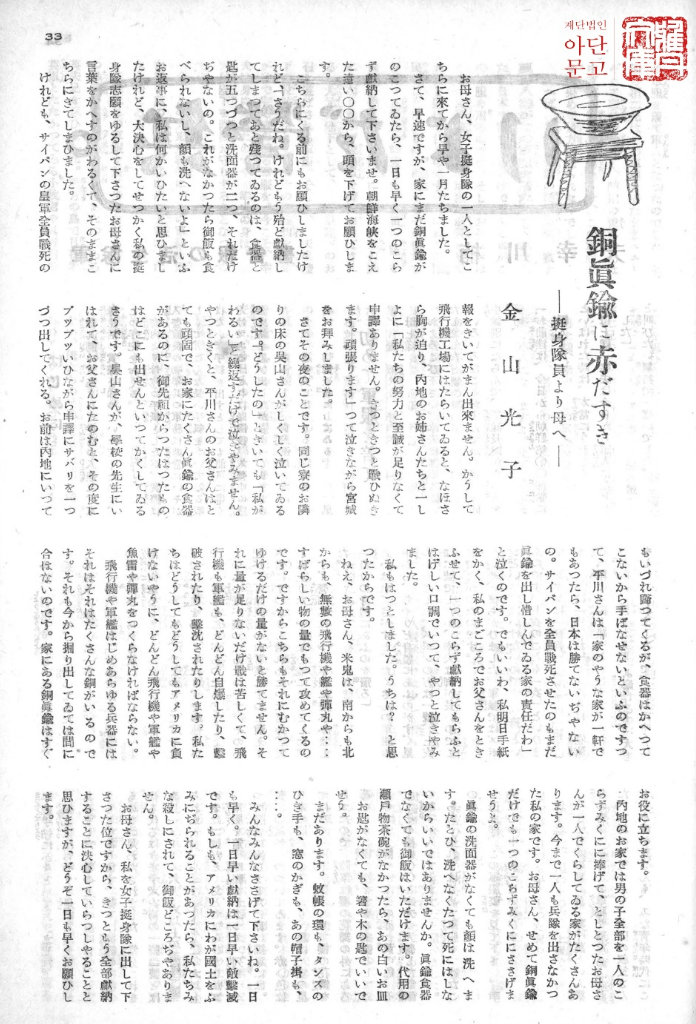 33
재단법인
아단
문고
銅眞鍮に赤だすき
――挺身隊員より母へ――
金山光子
お母さん、女子挺身隊の一人としてこ
ちらに來てから早や一月たちました。
さて、早速ですが、家にまだ銅眞鍮が
のこつてゐたら、一日も早く一つのこら
ず獻納して下さいませ。朝鮮海峽をこえ
た遠い〇〇から、頭を下げてお願ひしま
す。
こちらにくる前にもお願ひしましたけ
れど、さうだね。けれどもう殆ど獻納し
てしまつてあと殘つてゐるのは、食器と
匙が五つづつと洗面器が二つ、それだけ
ぢやないの。これがなかつたら御飯も食
べられないし、顏も洗へないよ」といふ
お返事に、私は何かいひたいと思ひまし
たけれど、大決心をしてせつかく私の挺
身隊志願をゆるして下さつたお母さんに
言葉をかへすのがわるくて、そのままこ
ちらにきてしまひました。
けれども、サイパンの皇軍全員戰死の
報をきいてがまん出來ません。かうして
飛行機工場にはたらいてゐると、なほさ
ら胸が迫り、內地のお姉さんたちと一し
よに「私たちの努力と至誠が足りなくて
申譯ありません。きつときつと戰ひぬき
ます。頑張ります」つて泣きながら宮城
をお拜みしました。
さてその夜のことです。同じ寮のお隣
りの床の吳山さんがしくしく泣いてゐる
のです。どうしたの―ときいても「私が
わるい」と繰返すだけで泣きやみません。
やつときくと、平川さんのお父さんはと
ても頑固で、お家にたくさん眞鍮の食器
があるのに、御先祖からつたはつたもの
はどこにも出せんといつてかくしてゐる
さうです。吳山さんが、學校の先生にい
はれて、お父さんにたのむと、その度に
ブツブツいひながら申譯にサバリを一つ
づつ出してくれる。お前は內地にいつて
もいづれ歸つてくるが、食器はかへつて
こないから手ばなせないといふのですつ
て、平川さんは「家のやうな家が一軒で
もあつたら、日本は勝てないぢやない
の。サイパンを全員戰死させたのもまだ
眞鍮を出し惜しんでゐる家の責任だわ」
と泣くのです。でもいいわ、私明日手紙
をかく、私のまごころでお父さんをとき
ふせて、一つのこらず獻納してもらふと
はげしい口調でいつて、やつと泣きやみ
ました。
私もはつとしました。うちは?　と思
つたからです。
ねえ、お母さん、米鬼は、南からも北
からも、無數の飛行機や艦や彈丸や‥‥
すばらしい物の量でもつて攻めてくるの
です。ですからこちらもそれにむかつて
ゆけるだけの量がないと勝てません。そ
れに量が足りないだけ戰は苦しくて、飛
行機も軍艦も、どんどん自爆したり、擊
破されたり、擊沈されたりします。私た
ちはどうしてもどうしてもアメリカに負
けないやうに、どんどん飛行機や軍艦や
魚雷や彈丸をつくらなければならない。
飛行機や軍艦はじめあらゆる兵器には
それはそれはたくさんな銅がいるので
す。それも今から掘り出してゐては間に
合はないのです。家にある銅眞鍮はすぐ
お役に立ちます。
內地のお家では男の子全部を一人のこ
らずみくにに捧げて、としとつたお母さ
んが一人でくらしてゐる家がたくさんあ
ります。今まで一人も兵隊を出さなかつ
た私の家です。お母さん、せめて銅眞鍮
だけでも一つのこらずみくににささげま
せうよ。
眞鍮の洗面器がなくても顏は洗へま
す。たとひ、洗へなくたつて死にはしな
いからいいではありませんか。眞鍮食器
でなくても御飯はいただけます。代用の
瀨戶物茶碗がなかつたら、あの白いお皿
お匙がなくても、箸や木の匙でいいで
せう。
まだあります。蚊帳の環も、タンスの
ひき手も、窓のかぎも、あの帽子掛も、
‥‥。
みんなみんなささげて下さいね。一日
も早く。一日早い獻納は一日早い敵擊滅
です。もしも、アメリカにわが國土をふ
みにぢられることがあつたら、私たちみ
な殺しにされて、御飯どころぢやありま
せん。
お母さん、私を女子挺身隊に出して下
さつた位ですから、きつともう全部獻納
することに決心していらつしやることと
思ひますが、どうぞ一日も早くお願ひし
ます。